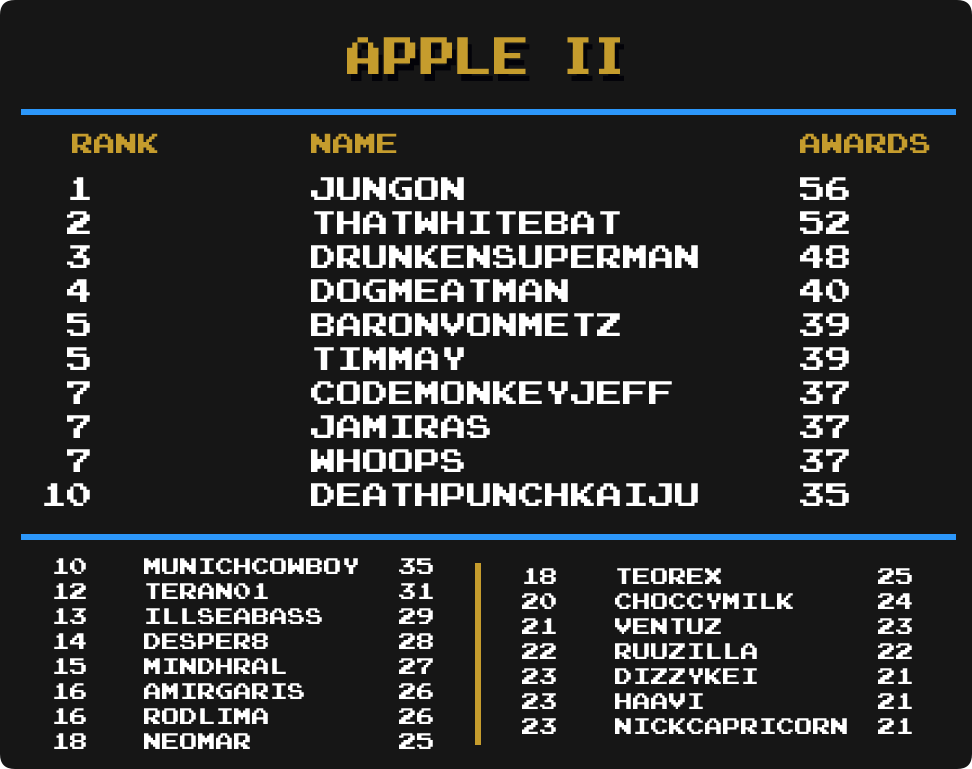 APPLE II
RANK NAME AWARDS
1 JUNGON 56
2 THATWHITEBAT 52
3 DRUNKENSUPERMAN 48
4 DOGMEATMAN 40
5 BARONVONMETZ 39
5 TIMMAY 39
7 CODEMONKEYJEFF 37
7 JAMIRAS 37
7 WHOOPS 37
10 DEATHPUNCHKAIJU 35
10 MUNICHCOWBOY 35
12 TERANO1 31
13 ILLSEABASS 29
14 DESPER8 28
15 MINDHRAL 27
16 AMIRGARIS 26
16 RODLIMA 26
18 NEOMAR 25
18 TEOREX 25
20 CHOCCYMILK 24
21 VENTUZ 23
22 RUUZILLA 22
23 DIZZYKEI 21
23 HAAVI 21
23 NICKCAPRICORN 21